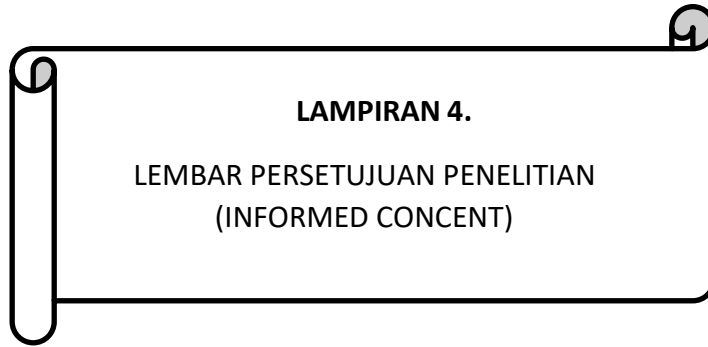 LAMPIRAN 4.
LEMBAR PERSETUJUAN PENELITIAN
(INFORMED CONCENT)